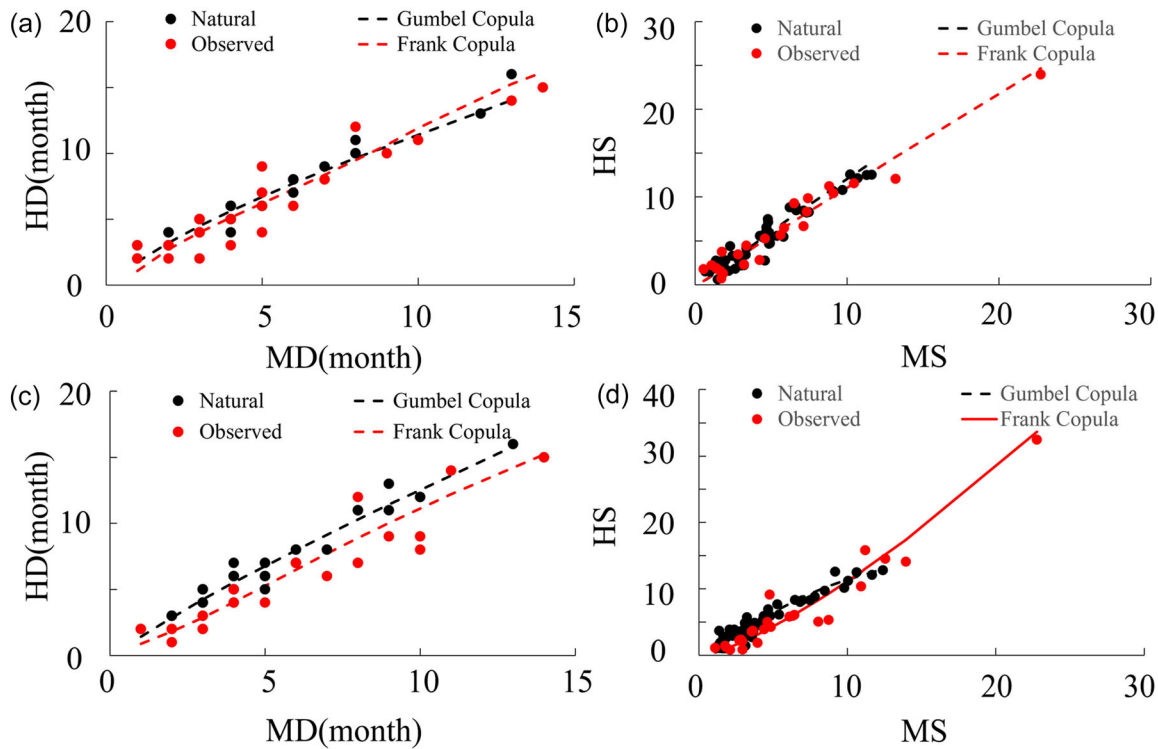 (a)
Natural
Observed
Gumbel Copula
Frank Copula
20
10
0
HD(month)
5
10
15
MD(month)
(b)
Natural
Observed
Gumbel Copula
Frank Copula
30
20
10
0
HS
0
10
20
30
MS
(c)
Natural
Observed
Gumbel Copula
Frank Copula
20
10
0
HD(month)
5
10
15
MD(month)
(d)
Natural
Observed
Gumbel Copula
Frank Copula
40
30
20
10
0
HS
0
10
20
30
MS